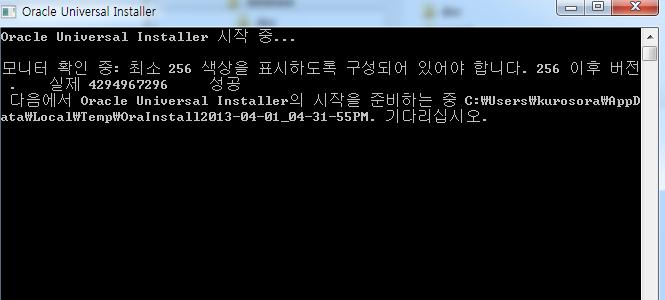 Oracle Universal Installer
Oracle Universal Installer 시작 중...
모니터 확인 중: 최소 256 색상을 표시하도록 구성되어 있어야 합니다. 256 이후 버전
. 실제 4294967296 성공
다음에서 Oracle Universal Installer의 시작을 준비하는 중 C:₩Users₩kurosora₩AppD
ata₩Local₩Temp₩OraInstall2013-04-01_04-31-55PM. 기다리십시오.